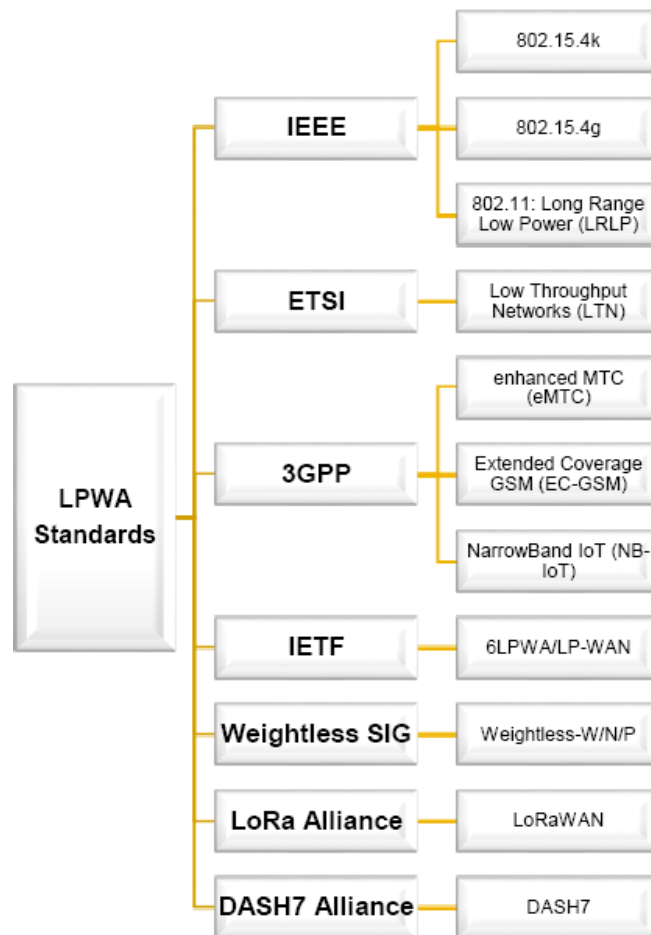 LPWA
Standards
IEEE
802.15.4k
802.15.4g
802.11: Long Range
Low Power (LRLP)
ETSI
Low Throughput
Networks (LTN)
3GPP
enhanced MTC
(eMTC)
Extended Coverage
GSM (EC-GSM)
NarrowBand IoT (NB-
IoT)
IETF
6LPWA/LP-WAN
Weightless SIG
Weightless-W/N/P
LoRa Alliance
LoRaWAN
DASH7 Alliance
DASH7